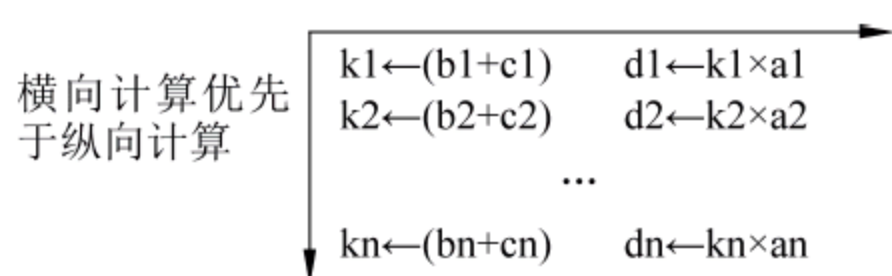 横向计算优先
于纵向计算
k1←(b1+c1) d1←k1×a1
k2←(b2+c2) d2←k2×a2
...
kn←(bn+cn) dn←kn×an